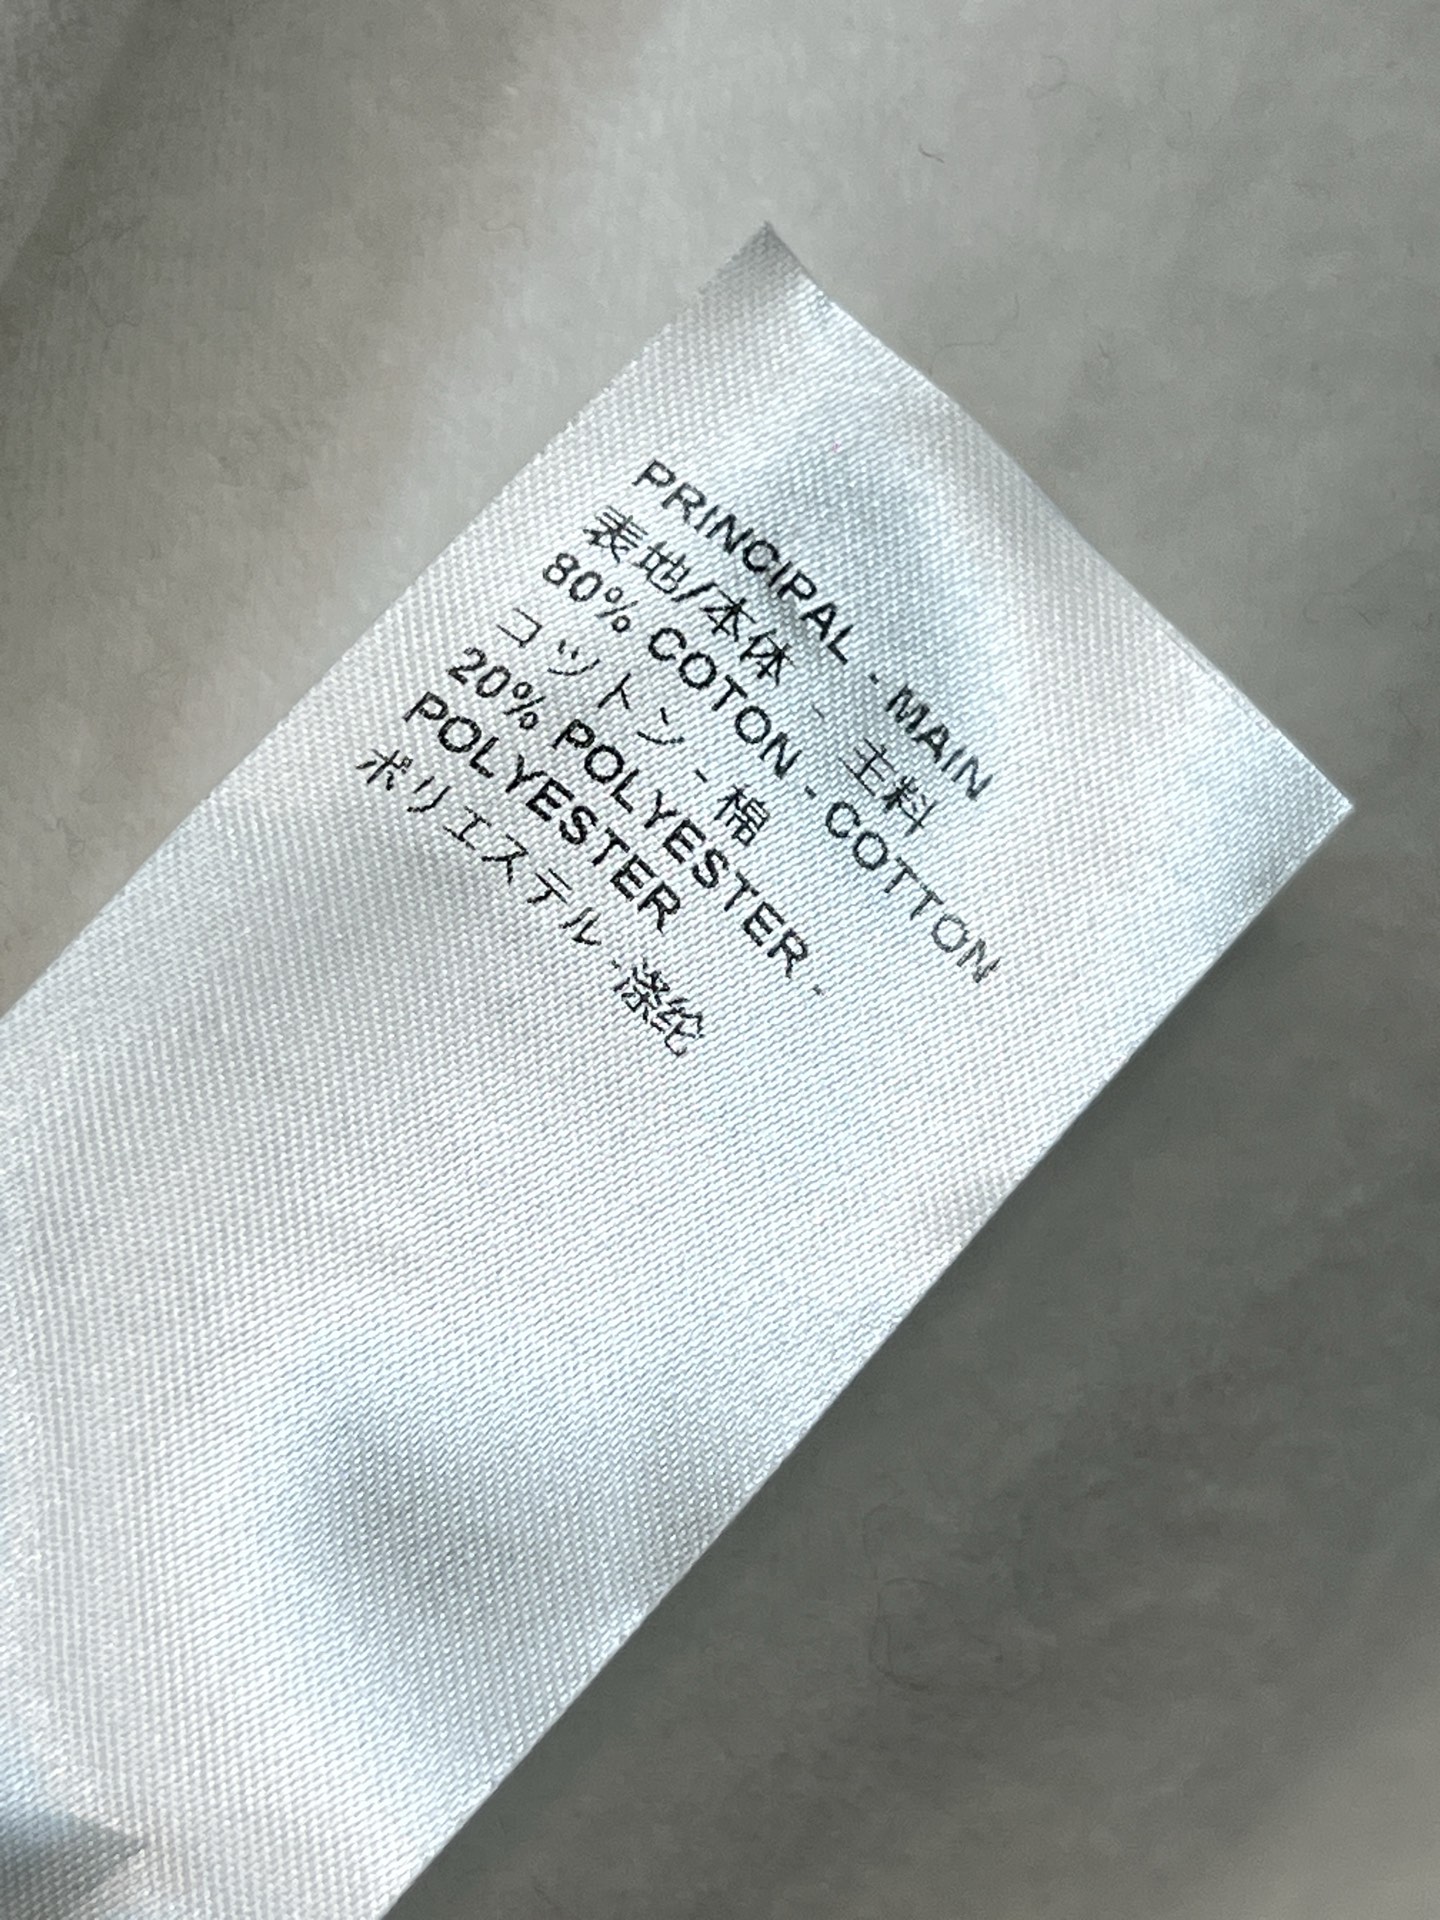 PRINCIPAL - MAIN
表地/本体 - 主料
80% COTON - COTTON
コットン - 棉
20% POLYESTER -
POLYESTER
ポリエステル - 涤纶